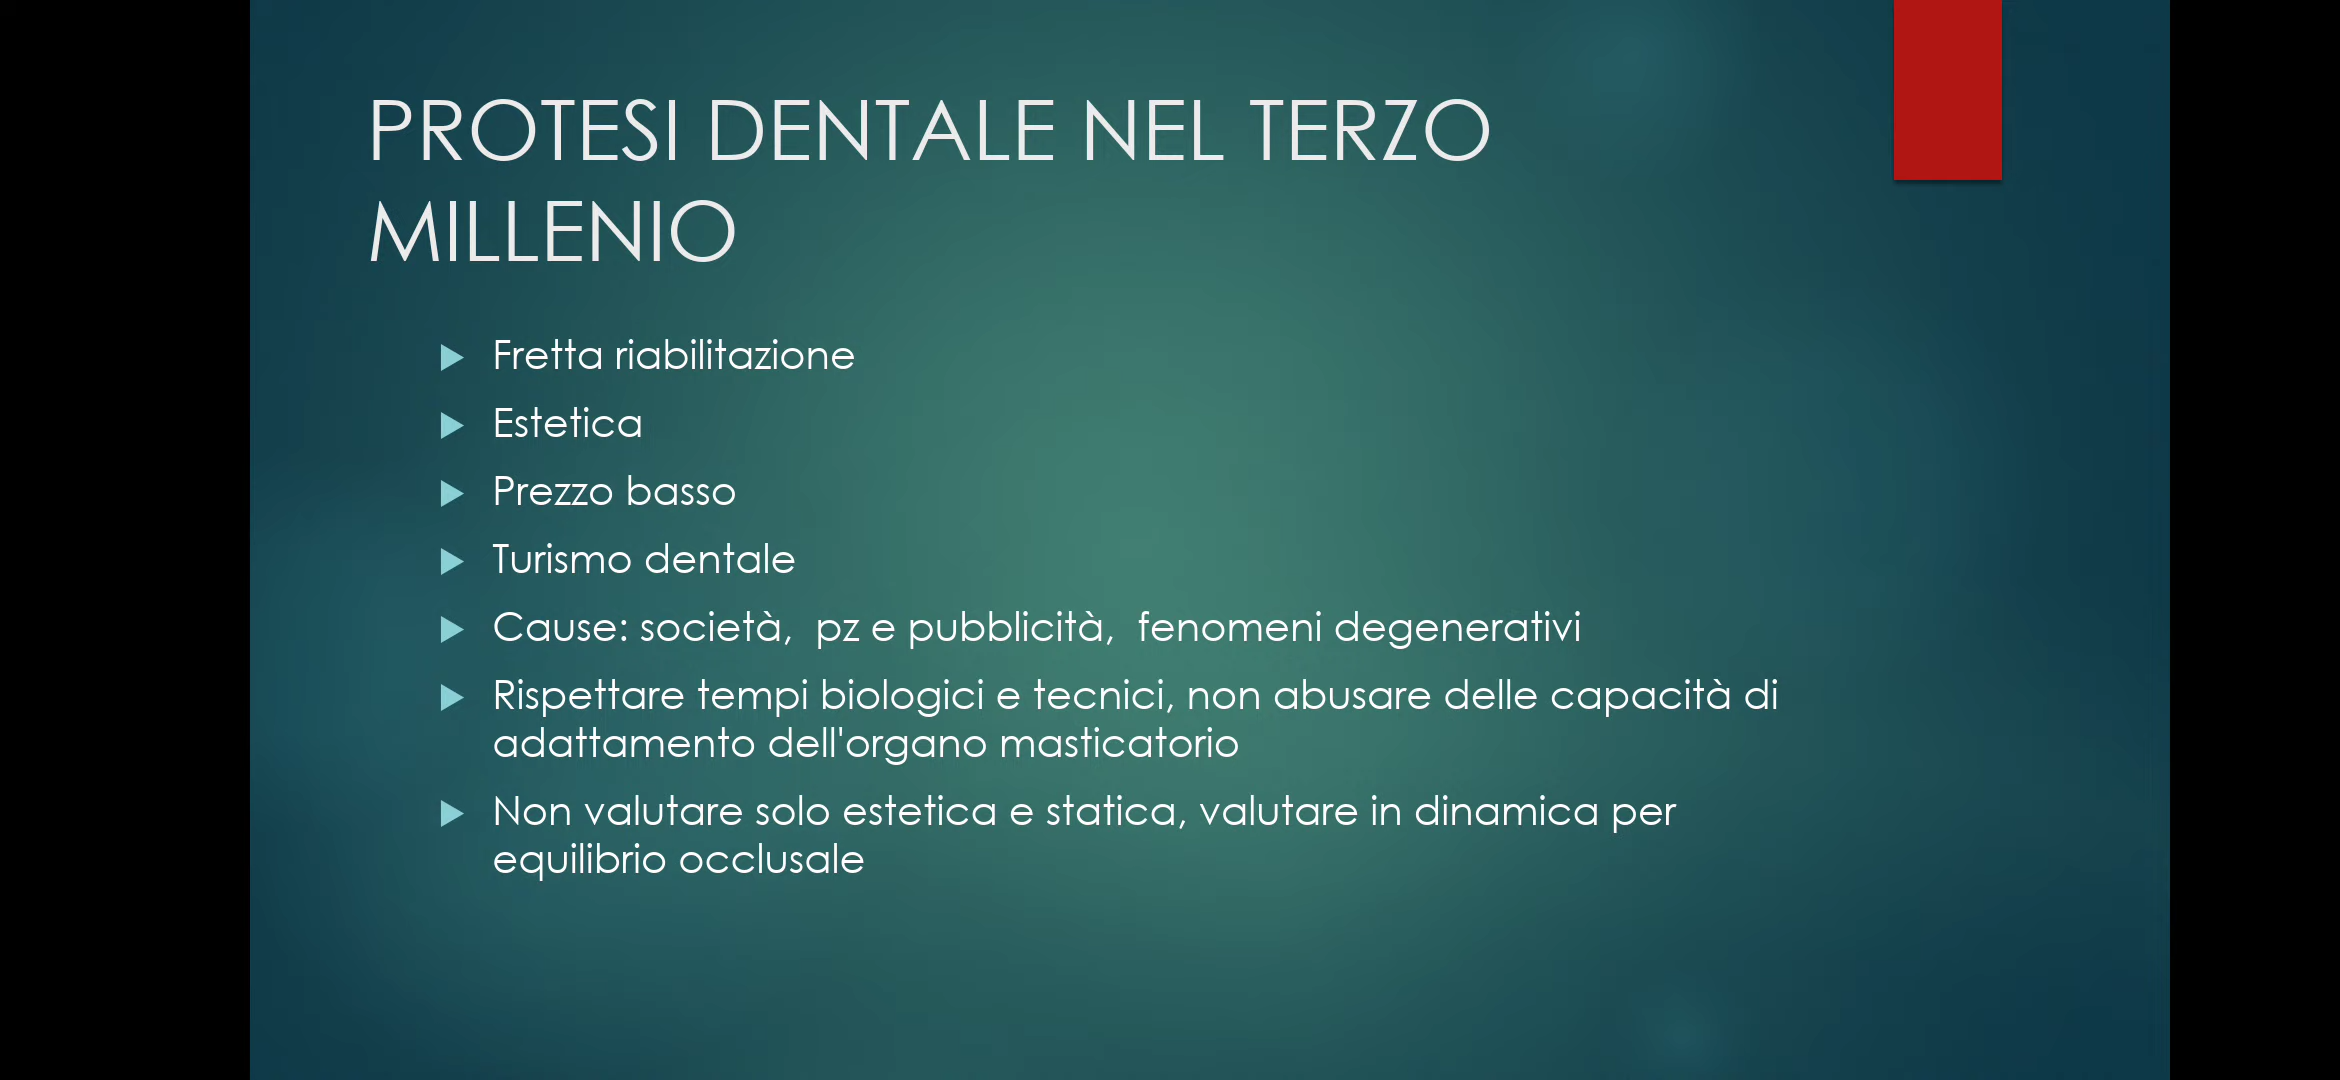 PROTESI DENTALE NEL TERZO
MILLENIO
Fretta riabilitazione
Estetica
Prezzo basso
Turismo dentale
Cause: società,  pz e pubblicità,  fenomeni degenerativi
Rispettare tempi biologici e tecnici, non abusare delle capacità di
adattamento dell'organo masticatorio
Non valutare solo estetica e statica, valutare in dinamica per
equilibrio occlusale